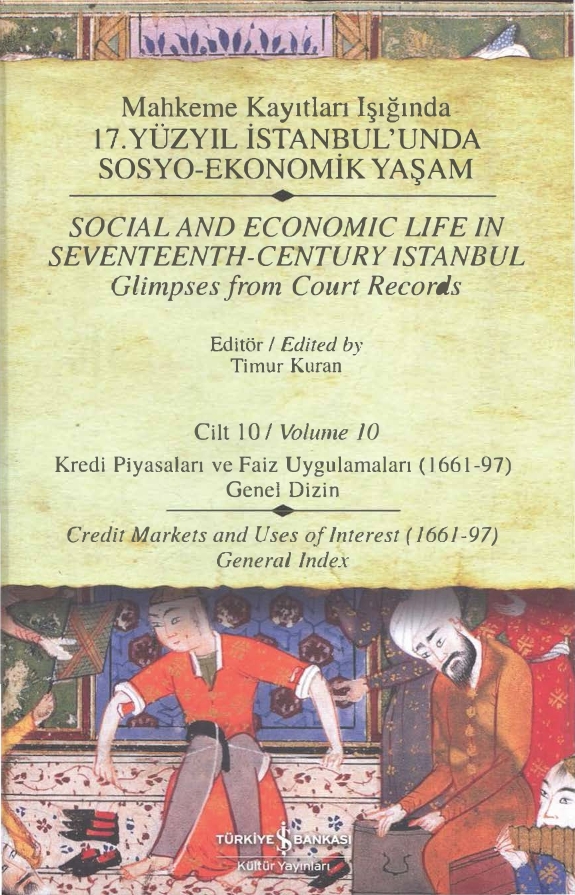 Mahkeme Kayıtları Işığında
17.YÜZYIL İSTANBUL'UNDA
SOSYO-EKONOMİK YAŞAM
SOCIAL AND ECONOMIC LIFE IN
SEVENTEENTH-CENTURY ISTANBUL
Glimpses from Court Records
Editör / Edited by
Timur Kuran
Cilt 10 / Volume 10
Kredi Piyasaları ve Faiz Uygulamaları (1661-97)
Genel Dizin
Credit Markets and Uses of Interest (1661-97)
General Index
TÜRKİYE İŞ BANKASI
Kültür Yayınları